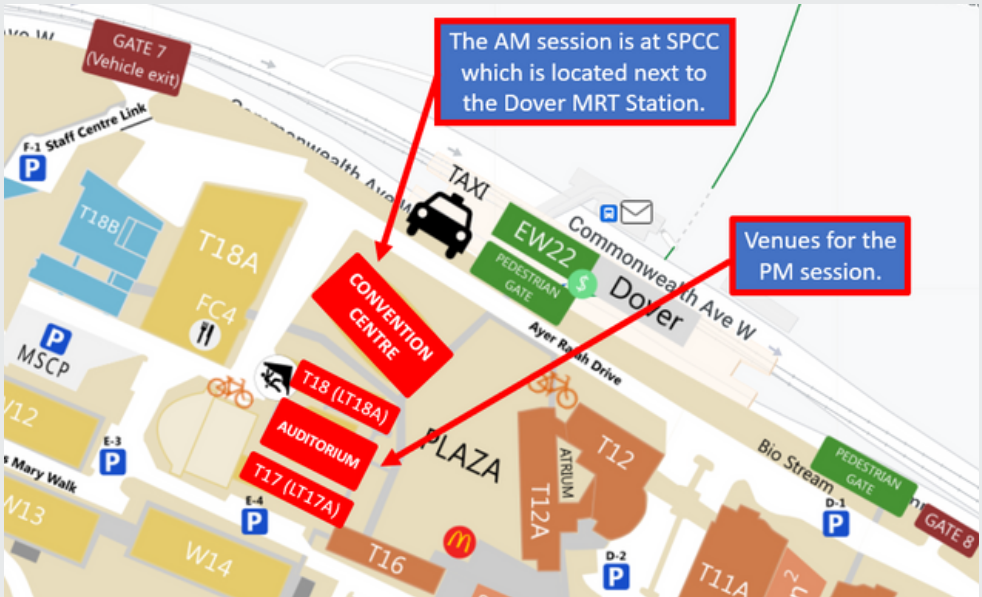 The AM session is at SPCC
which is located next to
the Dover MRT Station.
GATE 7
(Vehicle exit)
Ave W
Staff Centre Link
F-1
P
Commonwealth Ave W
TAXI
EW22
PEDESTRIAN
GATE
$
Dover
Commonwealth Ave W
Venues for the
PM session.
T18B
T18A
FC4
CONVENTION
CENTRE
Ayer Rajah Drive
P
MSCP
T18 (LT18A)
AUDITORIUM
T17 (LT17A)
PLAZA
T12
ATRIUM
T12A
Bio Stream
PEDESTRIAN
GATE
GATE 8
W12
E-3
P
Mary Walk
W13
E-4
P
W14
T16
D-1
P
D-2
P
T11A